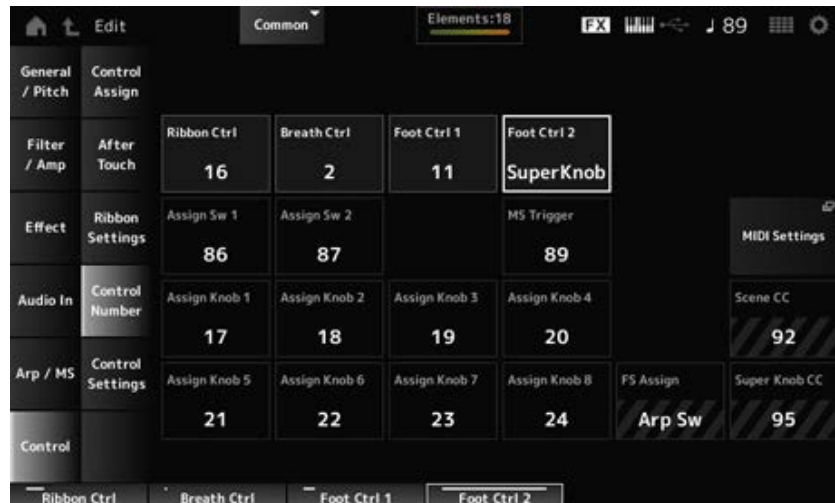 Edit
Common
Elements:18
FX
89
General
/ Pitch
Control
Assign
Filter
/ Amp
After
Touch
Ribbon Ctrl
16
Breath Ctrl
2
Foot Ctrl 1
11
Foot Ctrl 2
SuperKnob
Effect
Ribbon
Settings
Assign Sw 1
86
Assign Sw 2
87
MS Trigger
89
MIDI Settings
Audio In
Control
Number
Assign Knob 1
17
Assign Knob 2
18
Assign Knob 3
19
Assign Knob 4
20
Scene CC
92
Arp / MS
Control
Settings
Assign Knob 5
21
Assign Knob 6
22
Assign Knob 7
23
Assign Knob 8
24
FS Assign
Arp Sw
Super Knob CC
95
Control
Ribbon Ctrl
Breath Ctrl
Foot Ctrl 1
Foot Ctrl 2